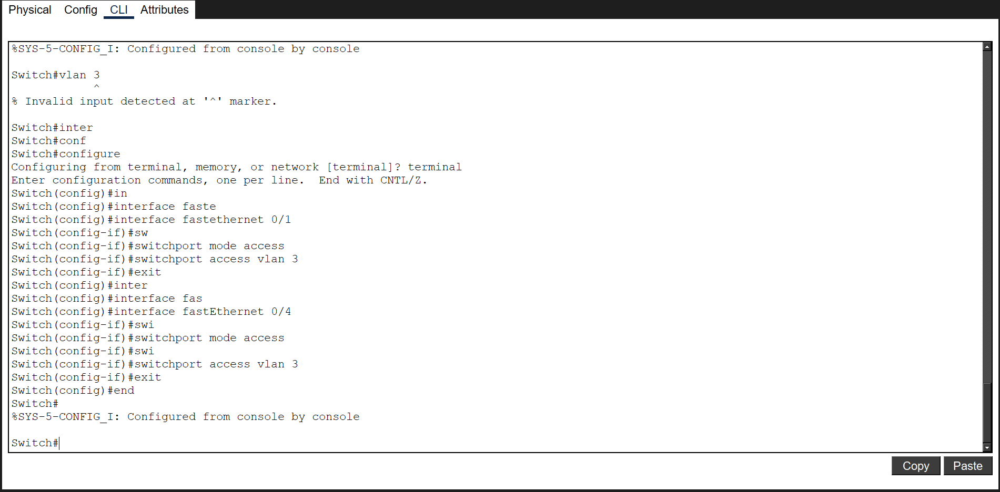 Physical Config CLI Attributes
%SYS-5-CONFIG_I: Configured from console by console
Switch#vlan 3
^
% Invalid input detected at '^' marker.
Switch#inter
Switch#conf
Switch#configure
Configuring from terminal, memory, or network [terminal]? terminal
Enter configuration commands, one per line.  End with CNTL/Z.
Switch(config)#in
Switch(config)#interface faste
Switch(config)#interface fastethernet 0/1
Switch(config-if)#sw
Switch(config-if)#switchport mode access
Switch(config-if)#switchport access vlan 3
Switch(config-if)#exit
Switch(config)#inter
Switch(config)#interface fas
Switch(config)#interface fastEthernet 0/4
Switch(config-if)#swi
Switch(config-if)#switchport mode access
Switch(config-if)#swi
Switch(config-if)#switchport access vlan 3
Switch(config-if)#exit
Switch(config)#end
Switch#
%SYS-5-CONFIG_I: Configured from console by console
Switch#
Copy Paste